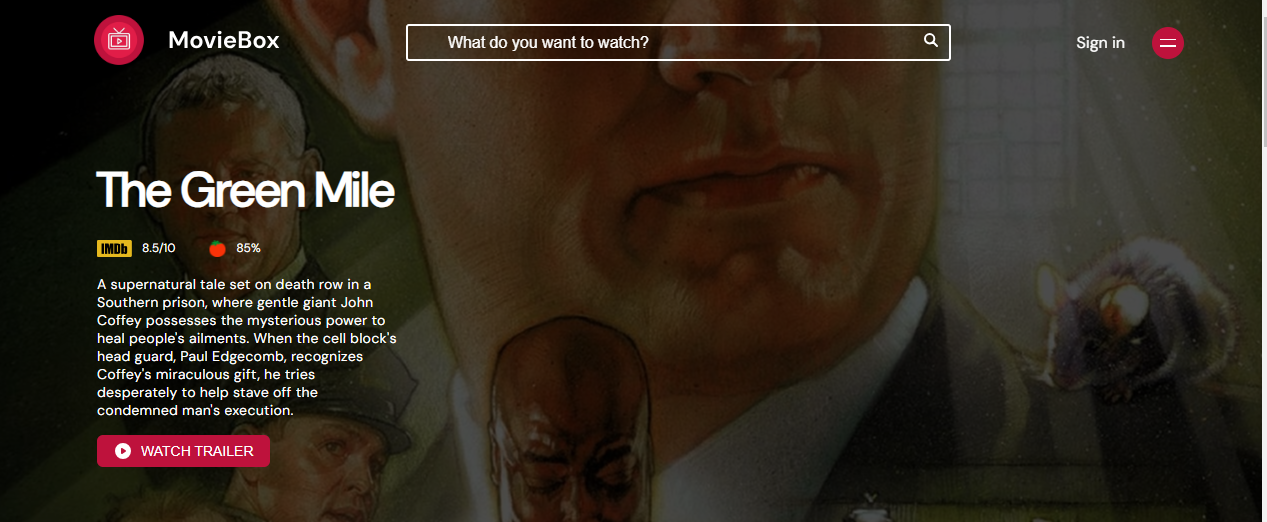 MovieBox
What do you want to watch?
Sign in
The Green Mile
IMDb 8.5/10 85%
A supernatural tale set on death row in a
Southern prison, where gentle giant John
Coffey possesses the mysterious power to
heal people's ailments. When the cell block's
head guard, Paul Edgecomb, recognizes
Coffey's miraculous gift, he tries
desperately to help stave off the
condemned man's execution.
WATCH TRAILER